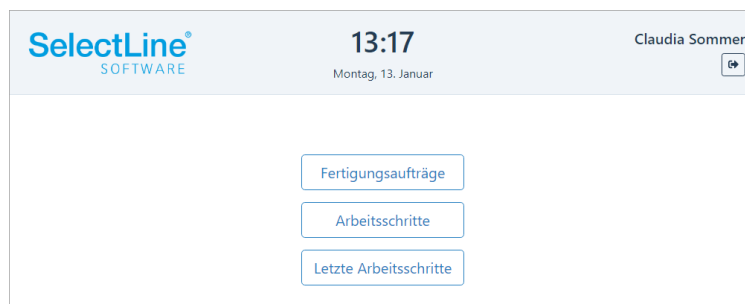 SelectLine®
SOFTWARE
13:17
Montag, 13. Januar
Claudia Sommer
Fertigungsaufträge
Arbeitsschritte
Letzte Arbeitsschritte